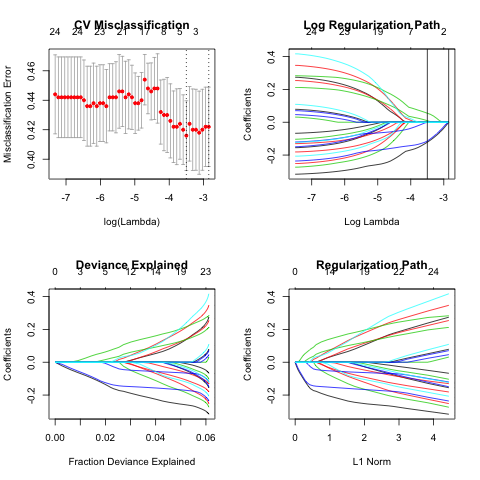 CV Misclassification
24 24 23 21 17 8 5 3
Misclassification Error
0.46
0.44
0.42
0.40
-7 -6 -5 -4 -3
log(Lambda)
Log Regularization Path
24 19 7 2
Coefficients
0.4
0.2
0.0
-0.2
-7 -6 -5 -4 -3
Log Lambda
Deviance Explained
0 3 12 19 23
Coefficients
0.4
0.2
0.0
-0.2
0.00 0.02 0.04 0.06
Fraction Deviance Explained
Regularization Path
0 14 19 22 24
Coefficients
0.4
0.2
0.0
-0.2
0 1 2 3 4
L1 Norm